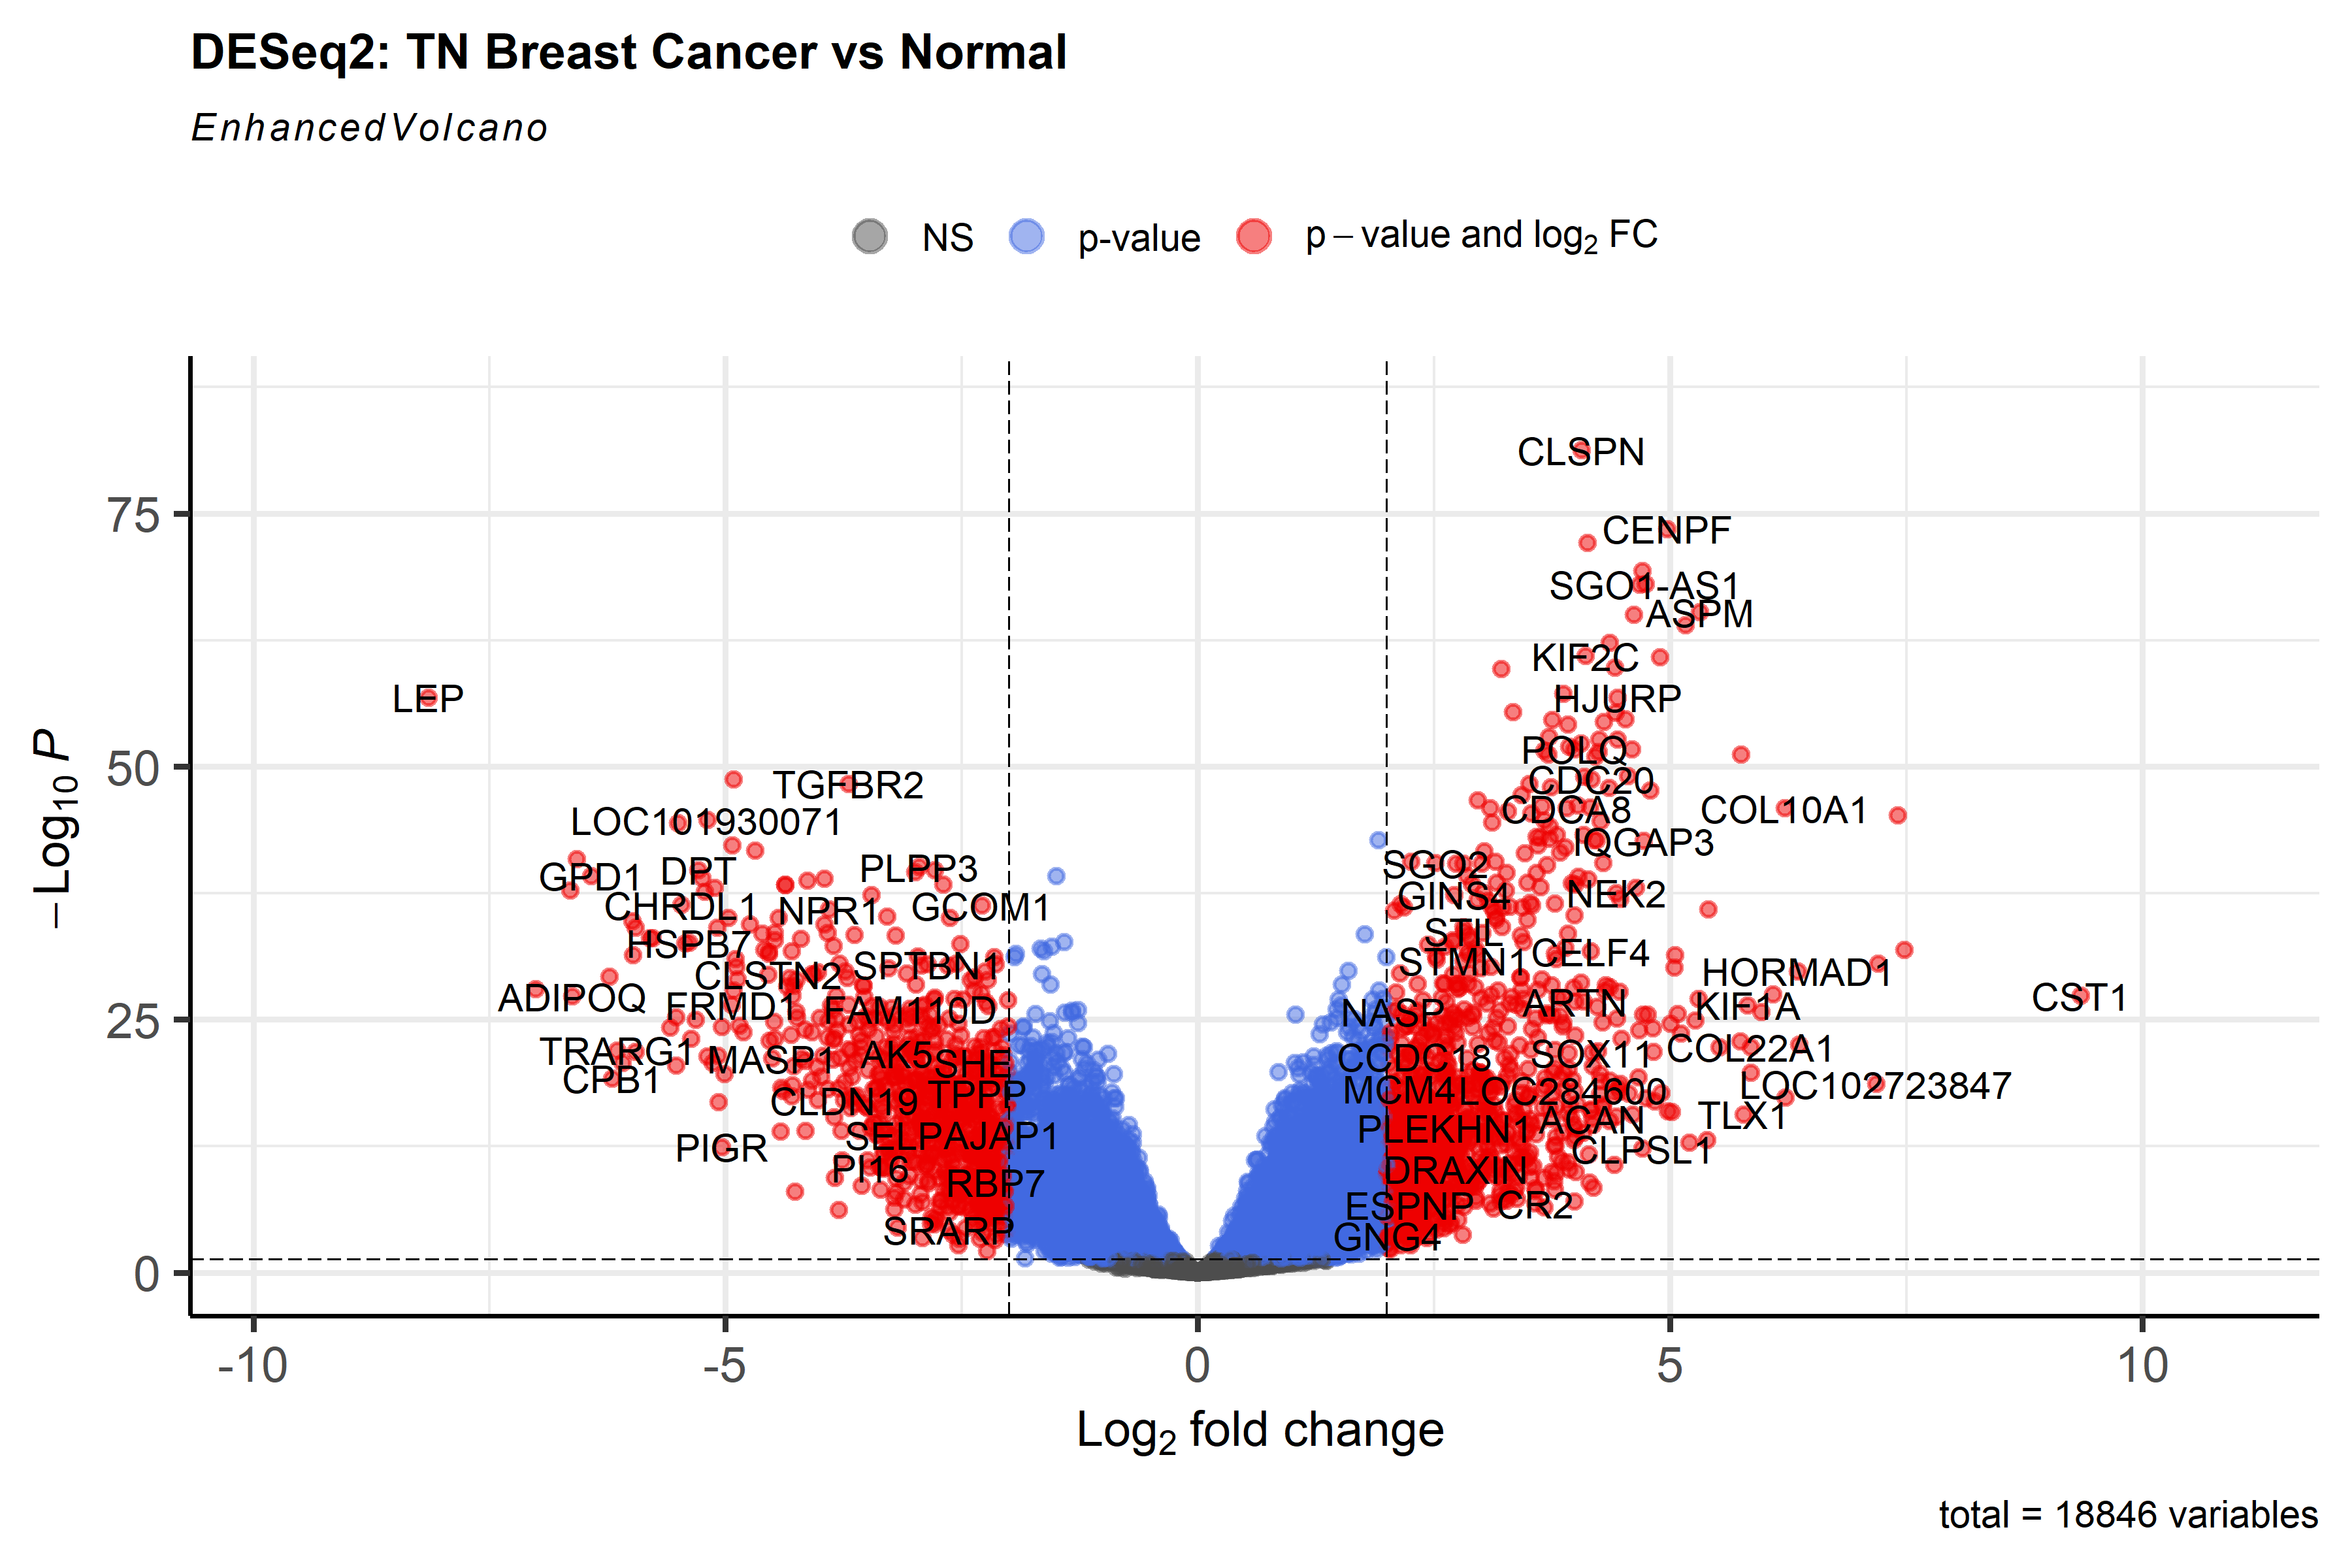 DESeq2: TN Breast Cancer vs Normal
EnhancedVolcano
NS p-value p – value and log2 FC
CLSPN
75
CENPF
SGO1-AS1
ASPM
KIF2C
LEP
HJURP
– Log10 P
POLQ
50
TGFBR2
CDC20
LOC101930071
CDCA8
COL10A1
IQGAP3
GPD1
DPT
PLPP3
SGO2
CHRDL1
NPR1
GCOM1
GINS4
NEK2
HSPB7
STIL
CELF4
CLSTN2
SPTBN1
STMN1
HORMAD1
ADIPOQ
FRMD1
FAM110D
NASP
ARTN
KIF1A
CST1
25
TRARG1
MASP1
AK5
SHE
CCDC18
SOX11
COL22A1
CPB1
CLDN19
TPPP
MCM4
LOC284600
LOC102723847
PIGR
SELP
AJAP1
PLEKHN1
ACAN
TLX1
CLPSL1
PI16
RBP7
DRAXIN
SRARP
ESPNP
CR2
GNG4
0
-10 -5 0 5 10
Log2 fold change
total = 18846 variables